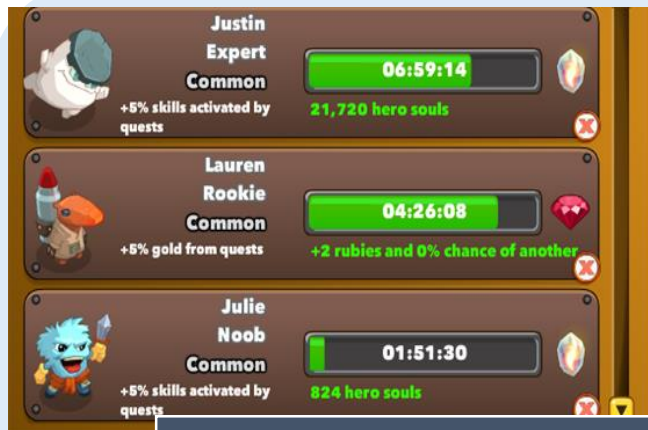 Justin
Expert
Common
+5% skills activated by
quests
06:59:14
21,720 hero souls
X
Lauren
Rookie
Common
+5% gold from quests
04:26:08
+2 rubies and 0% chance of another
X
Julie
Noob
Common
+5% skills activated by
quests
01:51:30
824 hero souls
X